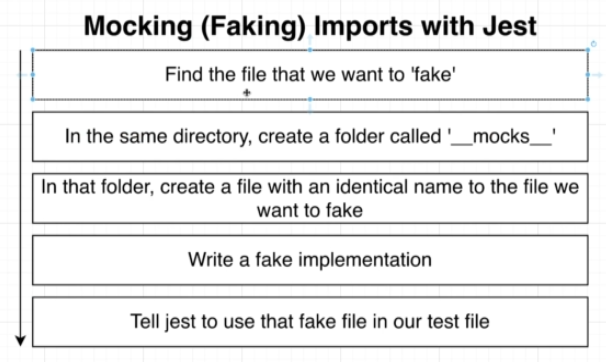 Mocking (Faking) Imports with Jest
Find the file that we want to 'fake'
In the same directory, create a folder called '__mocks__'
In that folder, create a file with an identical name to the file we
want to fake
Write a fake implementation
Tell jest to use that fake file in our test file